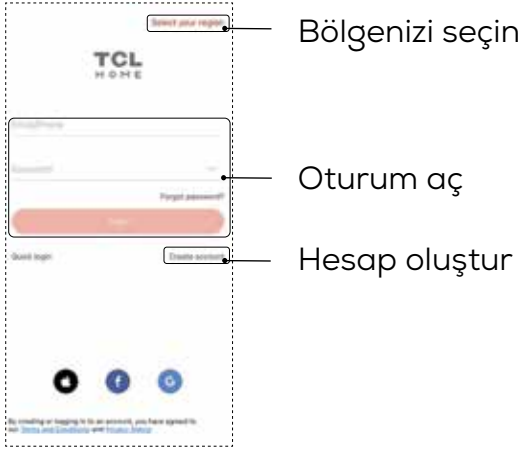 Select your region
Bölgenizi seçin
TCL
HOME
Email/Phone
Password
Oturum aç
Forgot password?
Quick login
Create account
Hesap oluştur
By creating or logging in to an account, you have agreed to
our Terms and Conditions and Privacy Notice